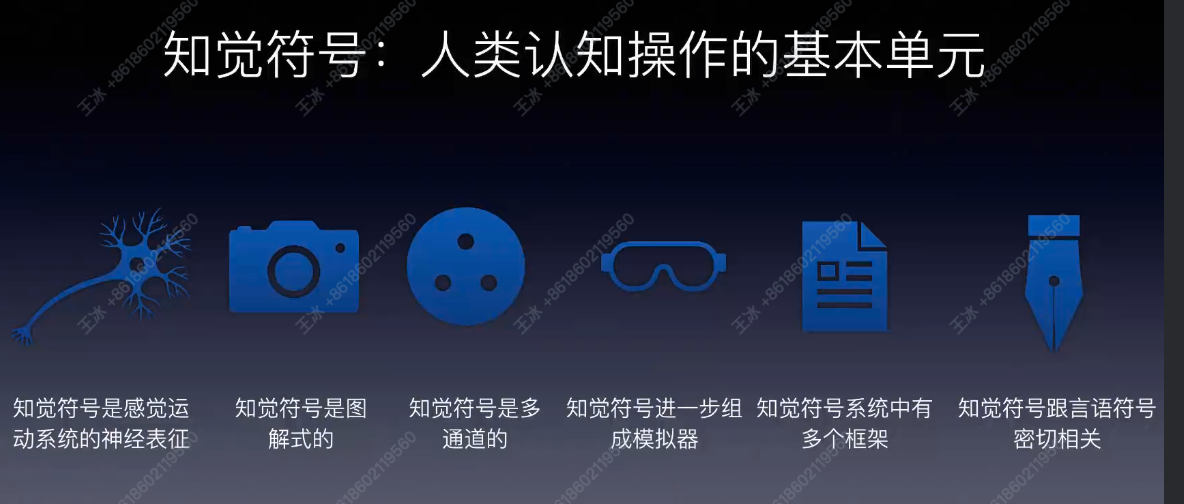 知觉符号：人类认知操作的基本单元
知觉符号是感觉运
动系统的神经表征
知觉符号是图
解式的
知觉符号是多
通道的
知觉符号进一步组
成模拟器
知觉符号系统中有
多个框架
知觉符号跟言语符号
密切相关
王冰 +8618602119560